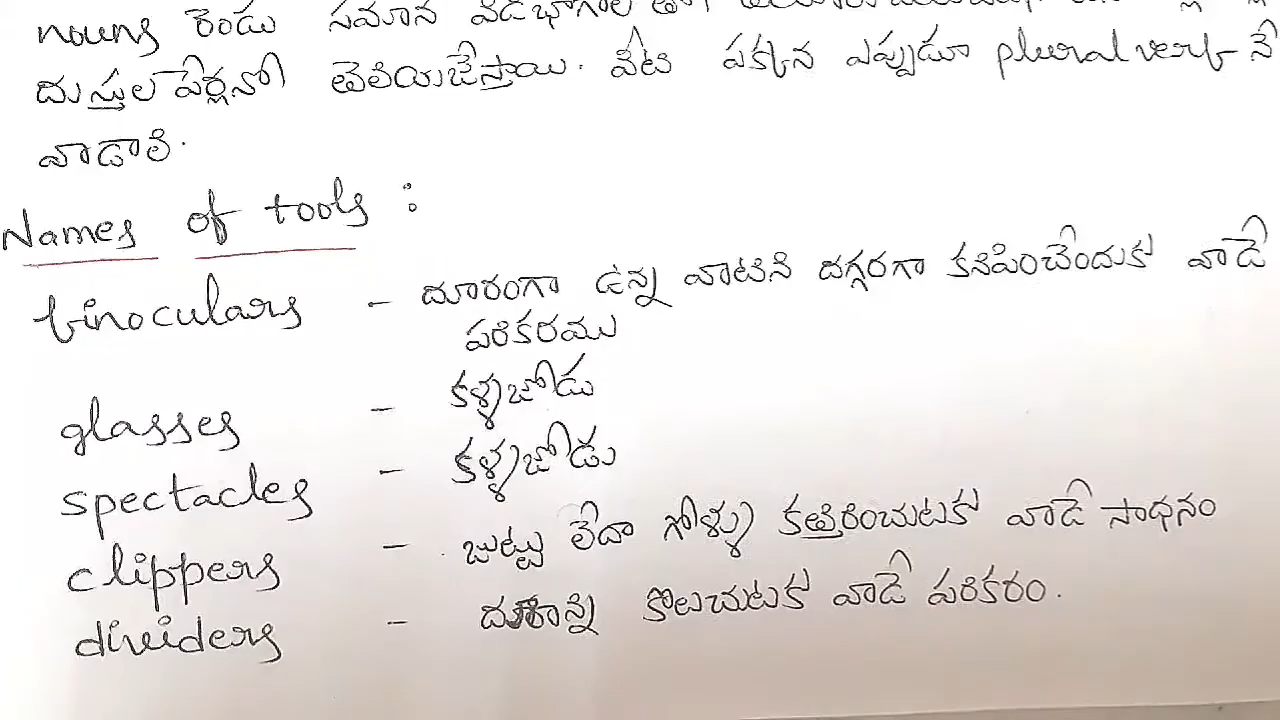 nouns రెండు సమాన విడిభాగాల తో
దుస్తుల పేర్లనో తెలియజేస్తాయి. వీటి పక్కన ఎప్పుడూ plural verb నే
వాడాలి.
Names of tools :
binoculars - దూరంగా ఉన్న వాటిని దగ్గరగా కనిపించేందుకు వాడే
పరికరము
glasses - కళ్ళజోడు
spectacles - కళ్ళజోడు
clippers - జుట్టు లేదా గోళ్ళు కత్తిరించుటకు వాడే సాధనం
dividers - దూరాన్ని కొలుచుటకు వాడే పరికరం.